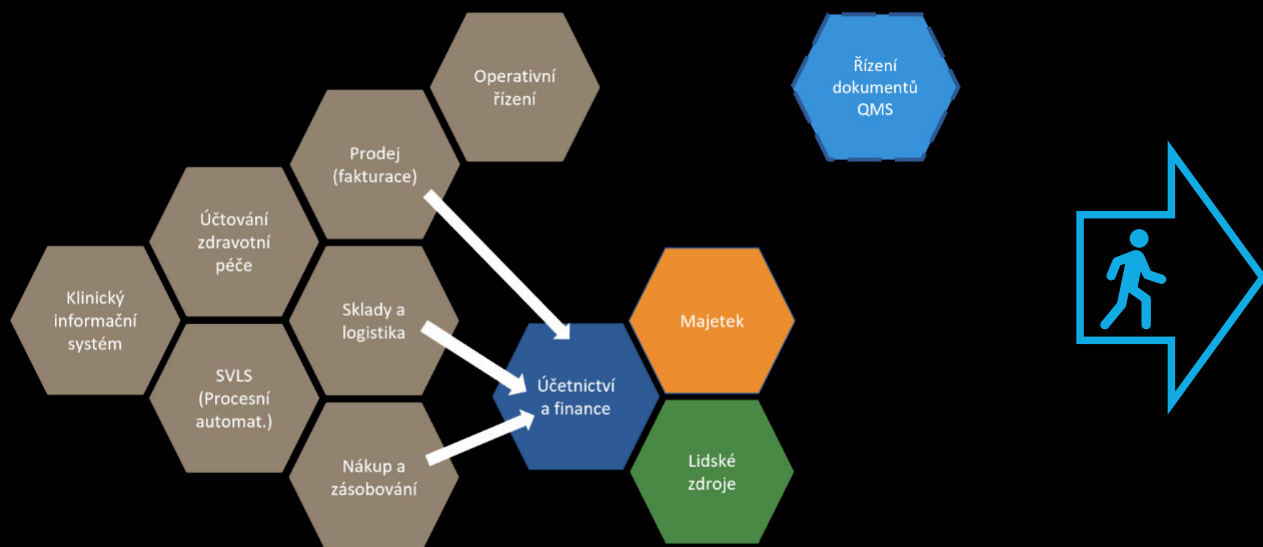 Operativní
řízení
Řízení
dokumentů
QMS
Prodej
(fakturace)
Účtování
zdravotní
péče
Klinický
informační
systém
Sklady a
logistika
Majetek
SVLS
(Procesní
automat.)
Účetnictví
a finance
Nákup a
zásobování
Lidské
zdroje